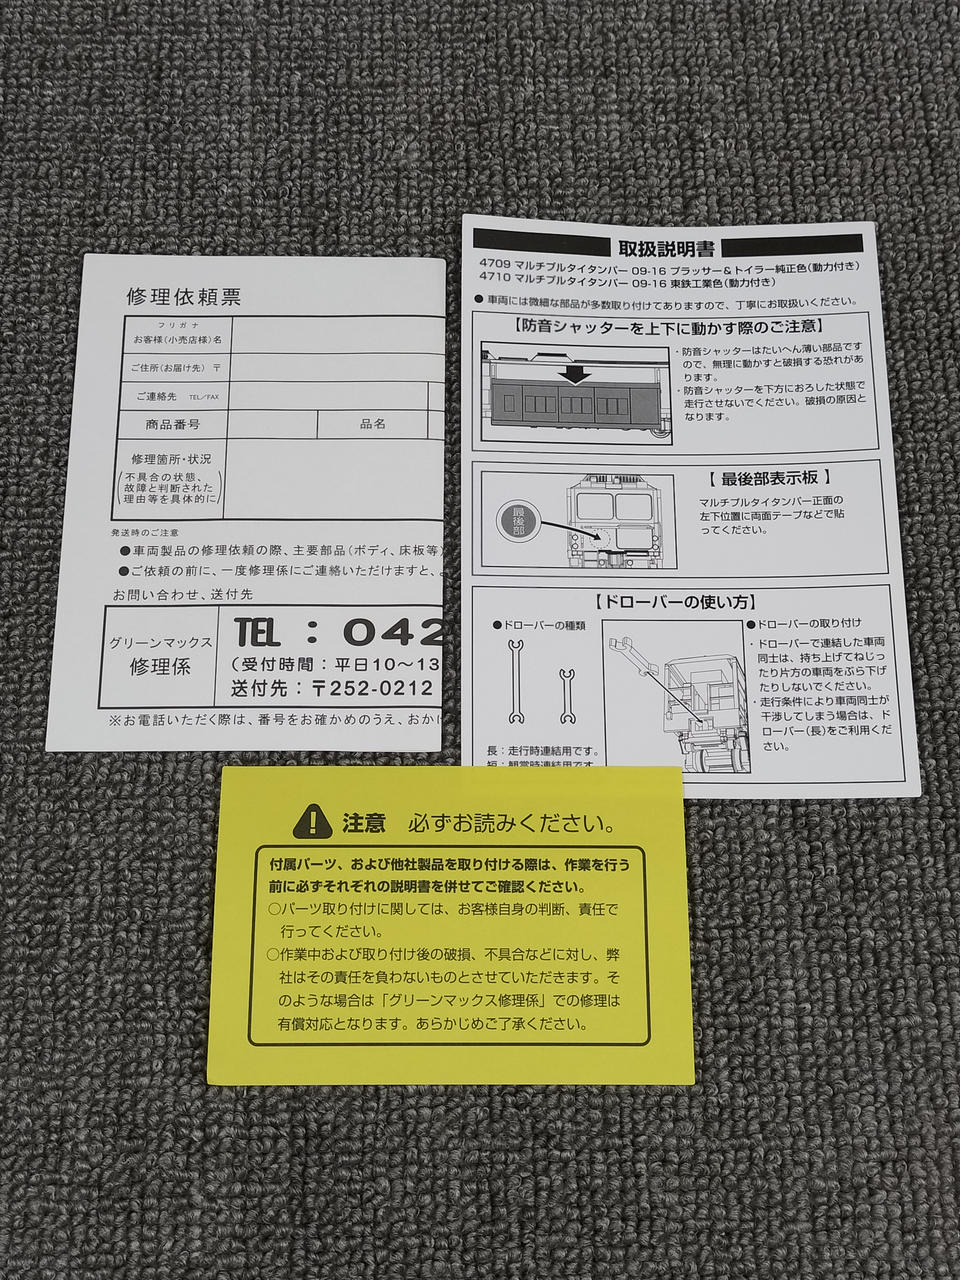 修理依頼票
フリガナ
お客様(小売店様)名
ご住所(お届け先) 〒
ご連絡先 TEL/FAX
商品番号 品名
修理箇所・状況
(不具合の状態、
故障と判断された
理由等を具体的に)
発送時のご注意
●車両製品の修理依頼の際、主要部品(ボディ、床板等)
●ご依頼の前に、一度修理係にご連絡いただけますと、
お問い合わせ、送付先
グリーンマックス
修理係
TEL : 042
(受付時間：平日10～13
送付先：〒252-0212
※お電話いただく際は、番号をお確かめのうえ、おか
取扱説明書
4709 マルチプルタイタンパー 09-16 プラッサー&トイラー純正色(動力付き)
4710 マルチプルタイタンパー 09-16 東鉄工業色(動力付き)
● 車両には微細な部品が多数取り付けてありますので、丁寧にお取扱いください。
【防音シャッターを上下に動かす際のご注意】
・防音シャッターはたいへん薄い部品です
ので、無理に動かすと破損する恐れがあ
ります。
・防音シャッターを下方におろした状態で
走行させないでください。破損の原因と
なります。
【 最後部表示板 】
最後部
マルチプルタイタンパー正面の
左下位置に両面テープなどで貼
ってください。
【ドローバーの使い方】
●ドローバーの種類
長：走行時連結用です。
短：観賞時連結用です
●ドローバーの取り付け
・ドローバーで連結した車両
同士は、持ち上げてねじっ
たり片方の車両をぶら下げ
たりしないでください。
・走行条件により車両同士が
干渉してしまう場合は、ド
ローバー(長)をご利用くだ
さい。
注意 必ずお読みください。
付属パーツ、および他社製品を取り付ける際は、作業を行う
前に必ずそれぞれの説明書を併せてご確認ください。
○パーツ取り付けに関しては、お客様自身の判断、責任で
行ってください。
○作業中および取り付け後の破損、不具合などに対し、弊
社はその責任を負わないものとさせていただきます。そ
のような場合は「グリーンマックス修理係」での修理は
有償対応となります。あらかじめご了承ください。